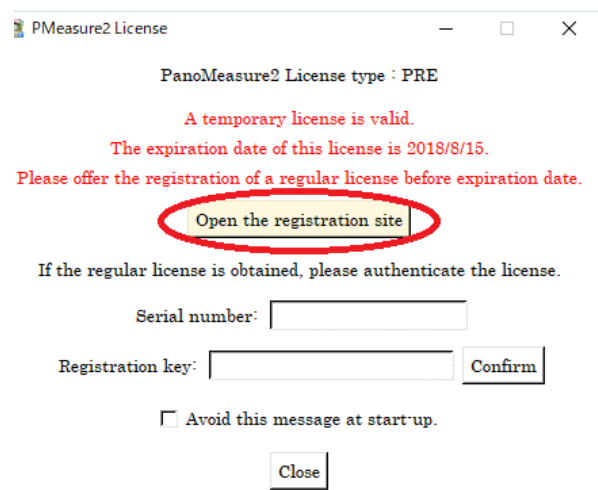 PMeasure2 License
PanoMeasure2 License type : PRE
A temporary license is valid.
The expiration date of this license is 2018/8/15.
Please offer the registration of a regular license before expiration date.
Open the registration site
If the regular license is obtained, please authenticate the license.
Serial number:
Registration key:
Confirm
Avoid this message at start-up.
Close